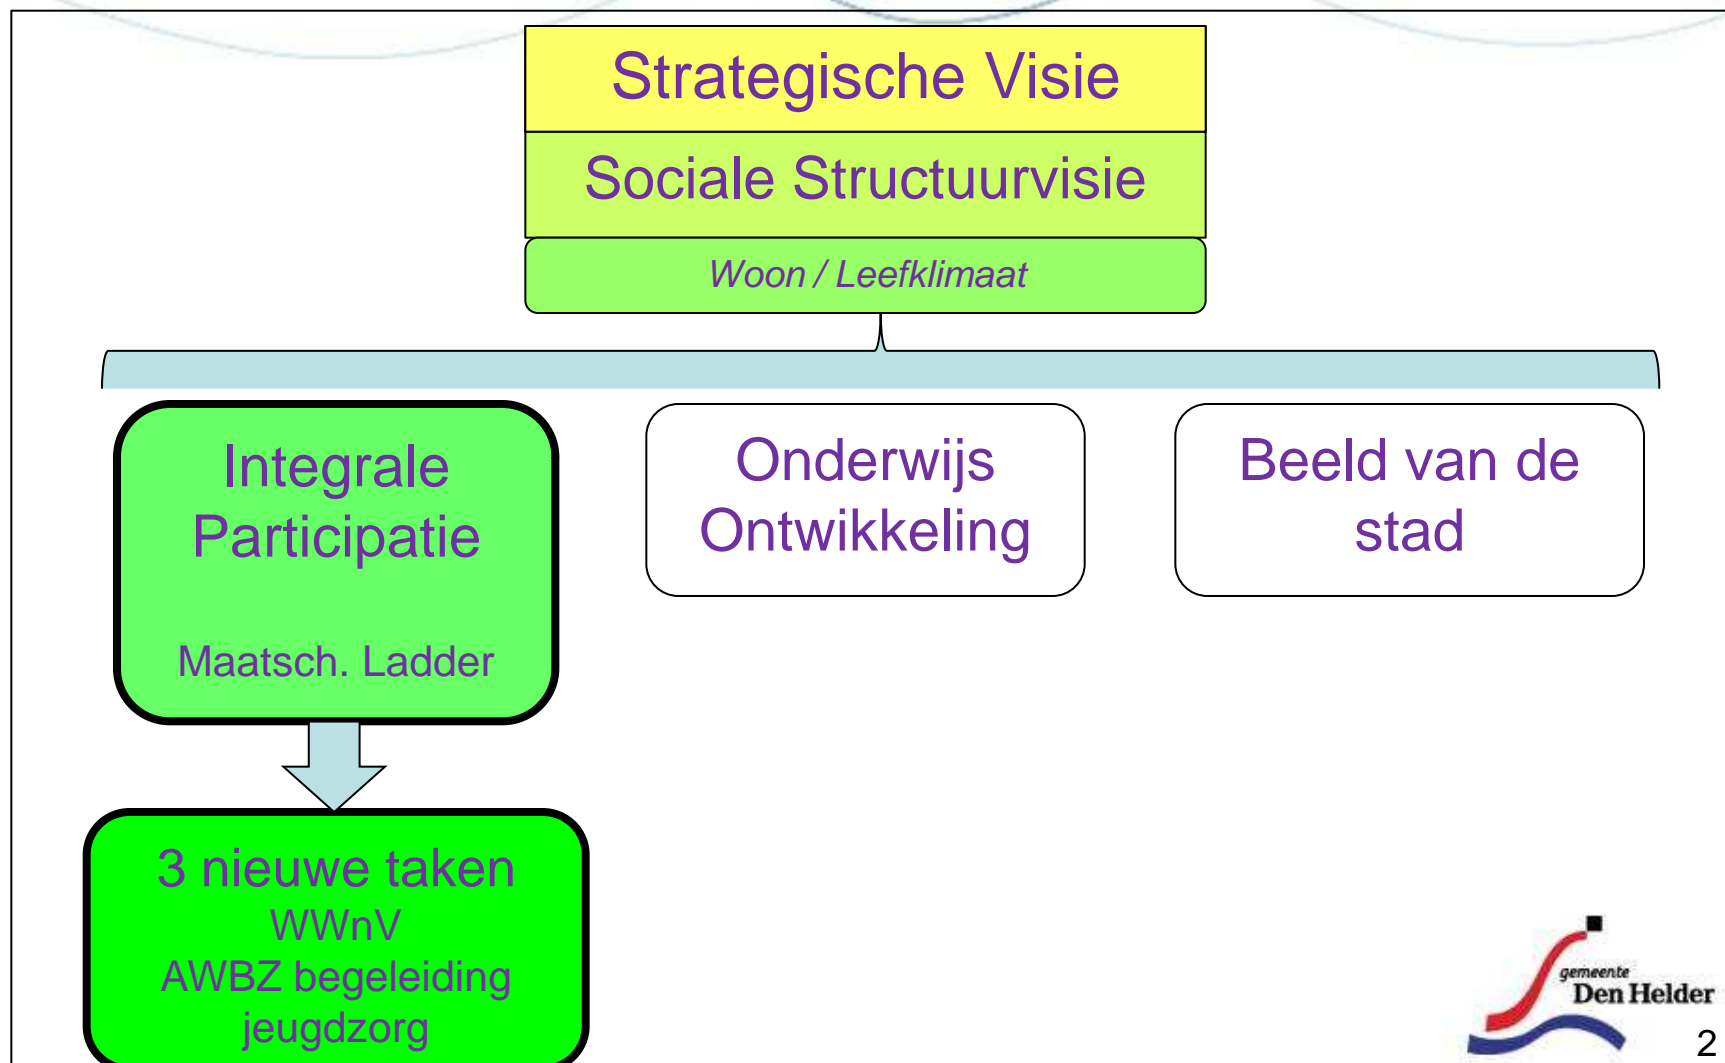 Strategische Visie
Sociale Structuurvisie
Woon / Leefklimaat
Integrale
Participatie
Maatsch. Ladder
Onderwijs
Ontwikkeling
Beeld van de
stad
3 nieuwe taken
WWnV
AWBZ begeleiding
jeugdzorg
gemeente
Den Helder
2